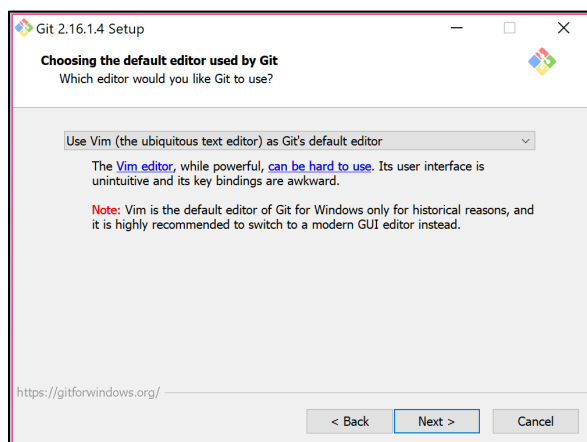 Git 2.16.1.4 Setup
Choosing the default editor used by Git
Which editor would you like Git to use?
Use Vim (the ubiquitous text editor) as Git's default editor
The Vim editor, while powerful, can be hard to use. Its user interface is
unintuitive and its key bindings are awkward.
Note: Vim is the default editor of Git for Windows only for historical reasons, and
it is highly recommended to switch to a modern GUI editor instead.
https://gitforwindows.org/
< Back Next > Cancel